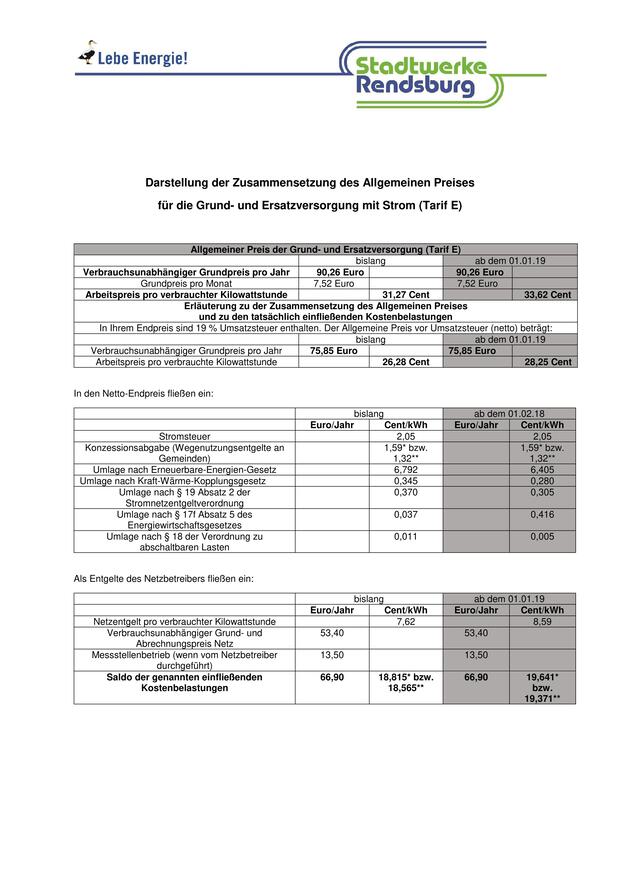 Lebe Energie!
Stadtwerke
Rendsburg
Darstellung der Zusammensetzung des Allgemeinen Preises
für die Grund- und Ersatzversorgung mit Strom (Tarif E)
Allgemeiner Preis der Grund- und Ersatzversorgung (Tarif E)
bislang ab dem 01.01.19
Verbrauchsunabhängiger Grundpreis pro Jahr 90,26 Euro 90,26 Euro
Grundpreis pro Monat 7,52 Euro 7,52 Euro
Arbeitspreis pro verbrauchter Kilowattstunde 31,27 Cent 33,62 Cent
Erläuterung zu der Zusammensetzung des Allgemeinen Preises
und zu den tatsächlich einfließenden Kostenbelastungen
In Ihrem Endpreis sind 19 % Umsatzsteuer enthalten. Der Allgemeine Preis vor Umsatzsteuer (netto) beträgt:
bislang ab dem 01.01.19
Verbrauchsunabhängiger Grundpreis pro Jahr 75,85 Euro 75,85 Euro
Arbeitspreis pro verbrauchte Kilowattstunde 26,28 Cent 28,25 Cent
In den Netto-Endpreis fließen ein:
bislang ab dem 01.02.18
Euro/Jahr Cent/kWh Euro/Jahr Cent/kWh
Stromsteuer 2,05 2,05
Konzessionsabgabe (Wegenutzungsentgelte an 1,59* bzw. 1,59* bzw.
Gemeinden) 1,32** 1,32**
Umlage nach Erneuerbare-Energien-Gesetz 6,792 6,405
Umlage nach Kraft-Wärme-Kopplungsgesetz 0,345 0,280
Umlage nach § 19 Absatz 2 der 0,370 0,305
Stromnetzentgeltverordnung
Umlage nach § 17f Absatz 5 des 0,037 0,416
Energiewirtschaftsgesetzes
Umlage nach § 18 der Verordnung zu 0,011 0,005
abschaltbaren Lasten
Als Entgelte des Netzbetreibers fließen ein:
bislang ab dem 01.01.19
Euro/Jahr Cent/kWh Euro/Jahr Cent/kWh
Netzentgelt pro verbrauchter Kilowattstunde 7,62 8,59
Verbrauchsunabhängiger Grund- und 53,40 53,40
Abrechnungspreis Netz
Messstellenbetrieb (wenn vom Netzbetreiber 13,50 13,50
durchgeführt)
Saldo der genannten einfließenden 66,90 18,815* bzw. 66,90 19,641*
Kostenbelastungen 18,565** bzw.
19,371**